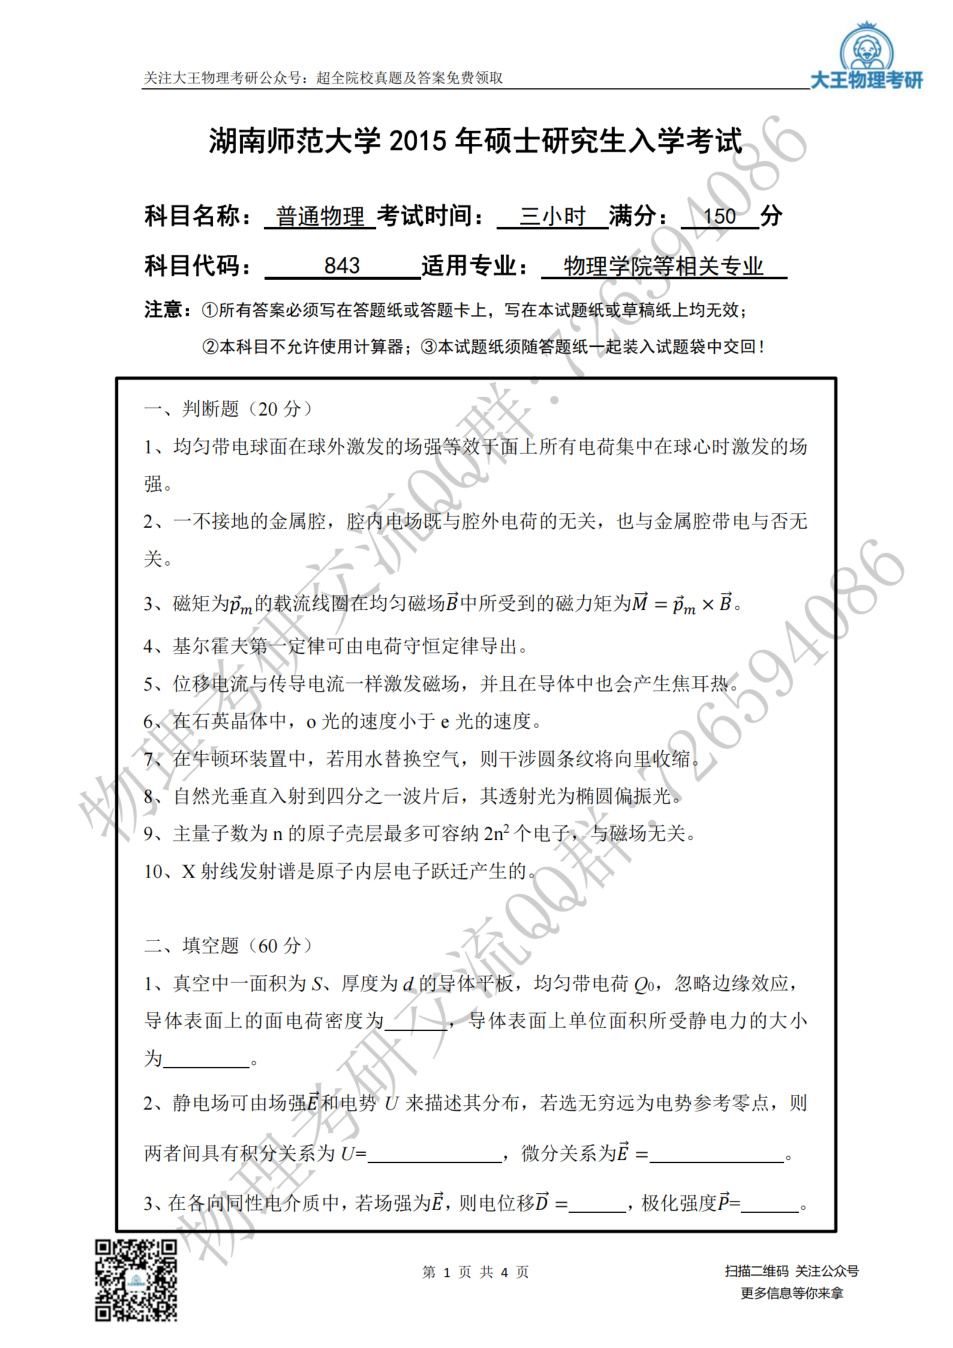 关注大王物理考研公众号：超全院校真题及答案免费领取
大王物理考研
湖南师范大学 2015 年硕士研究生入学考试
科目名称： 普通物理 考试时间： 三小时 满分： 150 分
科目代码： 843 适用专业： 物理学院等相关专业
注意：①所有答案必须写在答题纸或答题卡上，写在本试题纸或草稿纸上均无效；
②本科目不允许使用计算器；③本试题纸须随答题纸一起装入试题袋中交回！
一、判断题（20 分）
1、均匀带电球面在球外激发的场强等效于面上所有电荷集中在球心时激发的场
强。
2、一不接地的金属腔，腔内电场既与腔外电荷的无关，也与金属腔带电与否无
关。
3、磁矩为p⃗ₘ的载流线圈在均匀磁场B⃗中所受到的磁力矩为M⃗ = p⃗ₘ × B⃗。
4、基尔霍夫第一定律可由电荷守恒定律导出。
5、位移电流与传导电流一样激发磁场，并且在导体中也会产生焦耳热。
6、在石英晶体中，o 光的速度小于 e 光的速度。
7、在牛顿环装置中，若用水替换空气，则干涉圆条纹将向里收缩。
8、自然光垂直入射到四分之一波片后，其透射光为椭圆偏振光。
9、主量子数为 n 的原子壳层最多可容纳 2n² 个电子，与磁场无关。
10、X 射线发射谱是原子内层电子跃迁产生的。
二、填空题（60 分）
1、真空中一面积为 S、厚度为 d 的导体平板，均匀带电荷 Q₀，忽略边缘效应，
导体表面上的面电荷密度为______，导体表面上单位面积所受静电力的大小
为________。
2、静电场可由场强E⃗和电势 U 来描述其分布，若选无穷远为电势参考零点，则
两者间具有积分关系为 U=____________，微分关系为E⃗ =____________。
3、在各向同性电介质中，若场强为E⃗，则电位移D⃗ =_____，极化强度P⃗=_____。
物理考研交流QQ群：726594086
物理考研交流QQ群：726594086
大王物理考研
第 1 页 共 4 页
扫描二维码 关注公众号
更多信息等你来拿